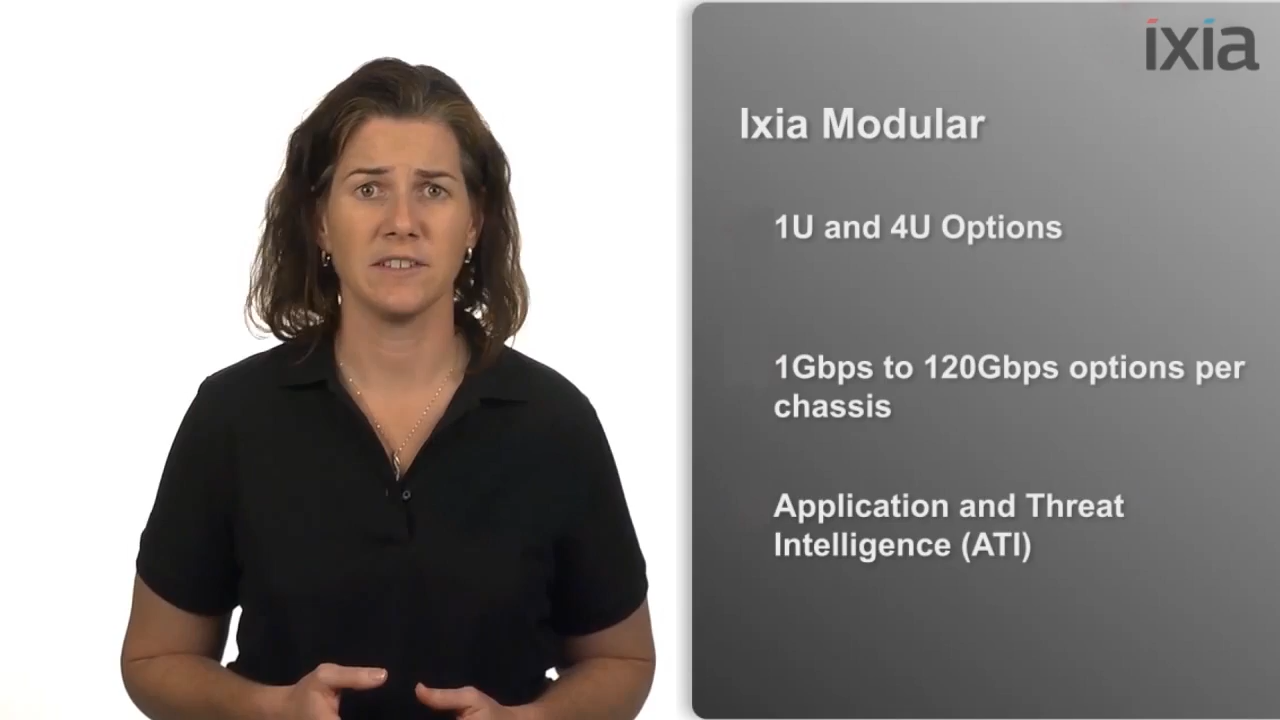 ixia
Ixia Modular
1U and 4U Options
1Gbps to 120Gbps options per
chassis
Application and Threat
Intelligence (ATI)